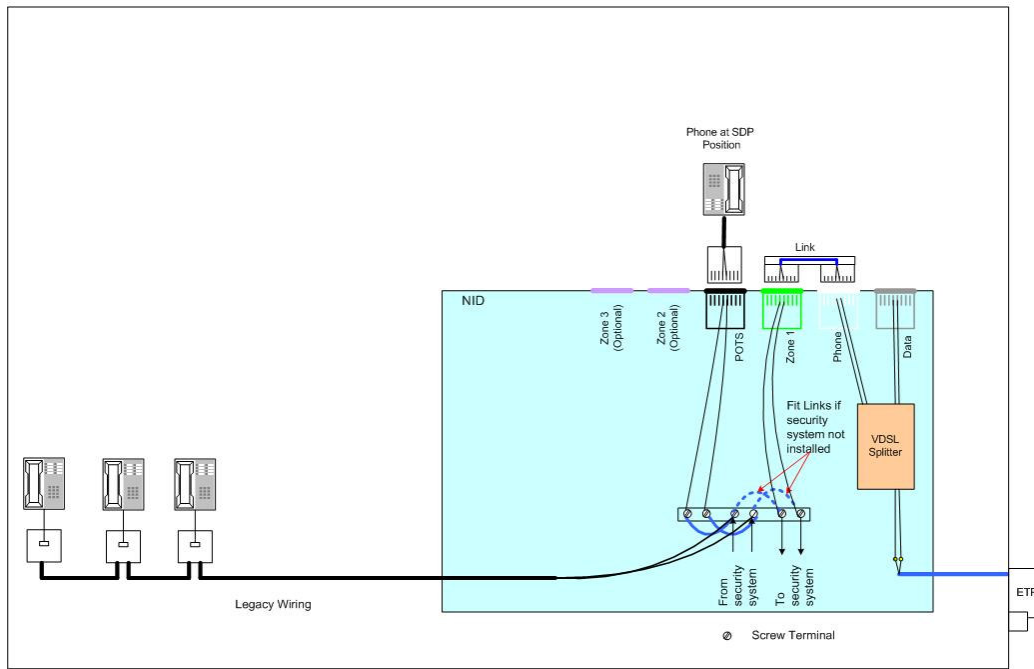 Phone at SDP
Position
Link
NID
Zone 3
(Optional)
Zone 2
(Optional)
POTS
Zone 1
Phone
Data
Fit Links if
security
system not
installed
VDSL
Splitter
From
security
system
To
security
system
Legacy Wiring
Screw Terminal